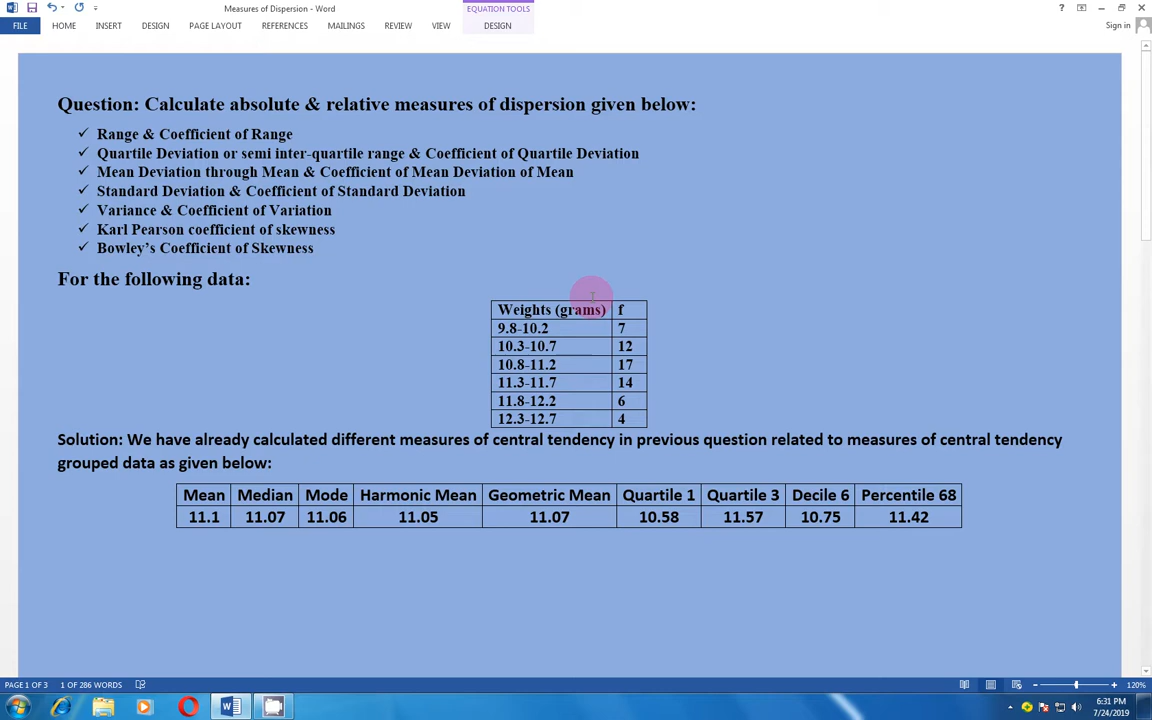 Measures of Dispersion - Word
EQUATION TOOLS
FILE HOME INSERT DESIGN PAGE LAYOUT REFERENCES MAILINGS REVIEW VIEW DESIGN Sign in
Question: Calculate absolute & relative measures of dispersion given below:
✓ Range & Coefficient of Range
✓ Quartile Deviation or semi inter-quartile range & Coefficient of Quartile Deviation
✓ Mean Deviation through Mean & Coefficient of Mean Deviation of Mean
✓ Standard Deviation & Coefficient of Standard Deviation
✓ Variance & Coefficient of Variation
✓ Karl Pearson coefficient of skewness
✓ Bowley's Coefficient of Skewness
For the following data:
Weights (grams) f
9.8-10.2 7
10.3-10.7 12
10.8-11.2 17
11.3-11.7 14
11.8-12.2 6
12.3-12.7 4
Solution: We have already calculated different measures of central tendency in previous question related to measures of central tendency
grouped data as given below:
Mean Median Mode Harmonic Mean Geometric Mean Quartile 1 Quartile 3 Decile 6 Percentile 68
11.1 11.07 11.06 11.05 11.07 10.58 11.57 10.75 11.42
PAGE 1 OF 3 1 OF 286 WORDS 120%
6:31 PM
7/24/2019